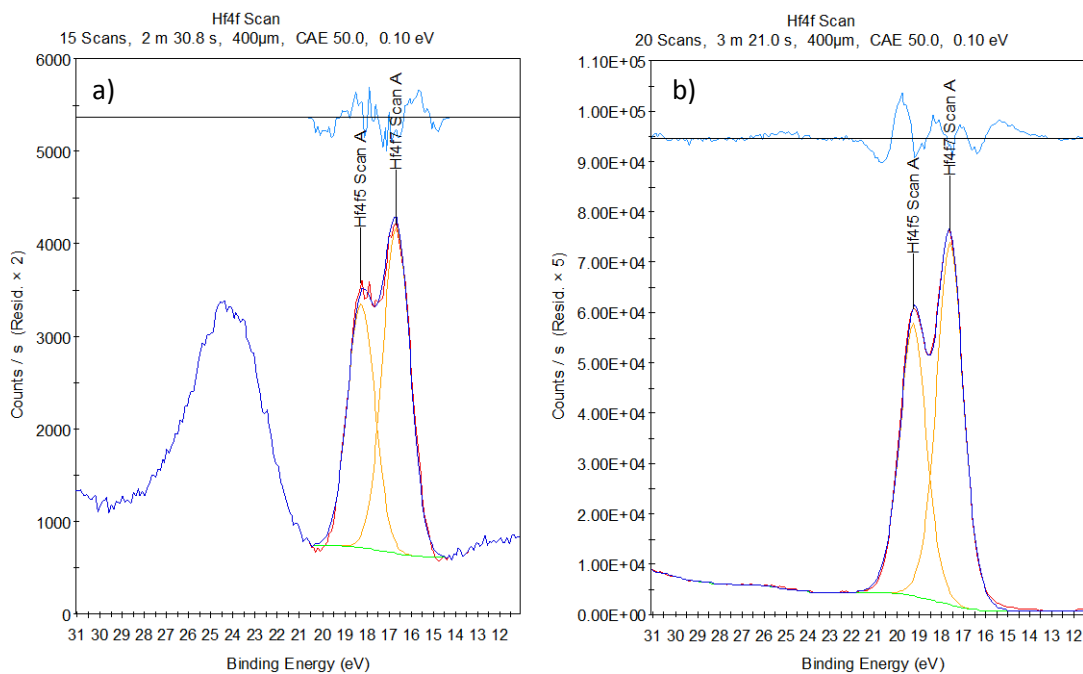 Hf4f Scan
15 Scans, 2 m 30.8 s, 400µm, CAE 50.0, 0.10 eV
a)
6000
5000
4000
3000
2000
1000
0
Counts / s (Resid. × 2)
Hf4f5 Scan A
Hf4f7 Scan A
31 30 29 28 27 26 25 24 23 22 21 20 19 18 17 16 15 14 13 12
Binding Energy (eV)
Hf4f Scan
20 Scans, 3 m 21.0 s, 400µm, CAE 50.0, 0.10 eV
b)
1.10E+05
1.00E+05
9.00E+04
8.00E+04
7.00E+04
6.00E+04
5.00E+04
4.00E+04
3.00E+04
2.00E+04
1.00E+04
0.00E+00
Counts / s (Resid. × 5)
Hf4f5 Scan A
Hf4f7 Scan A
31 30 29 28 27 26 25 24 23 22 21 20 19 18 17 16 15 14 13 12
Binding Energy (eV)